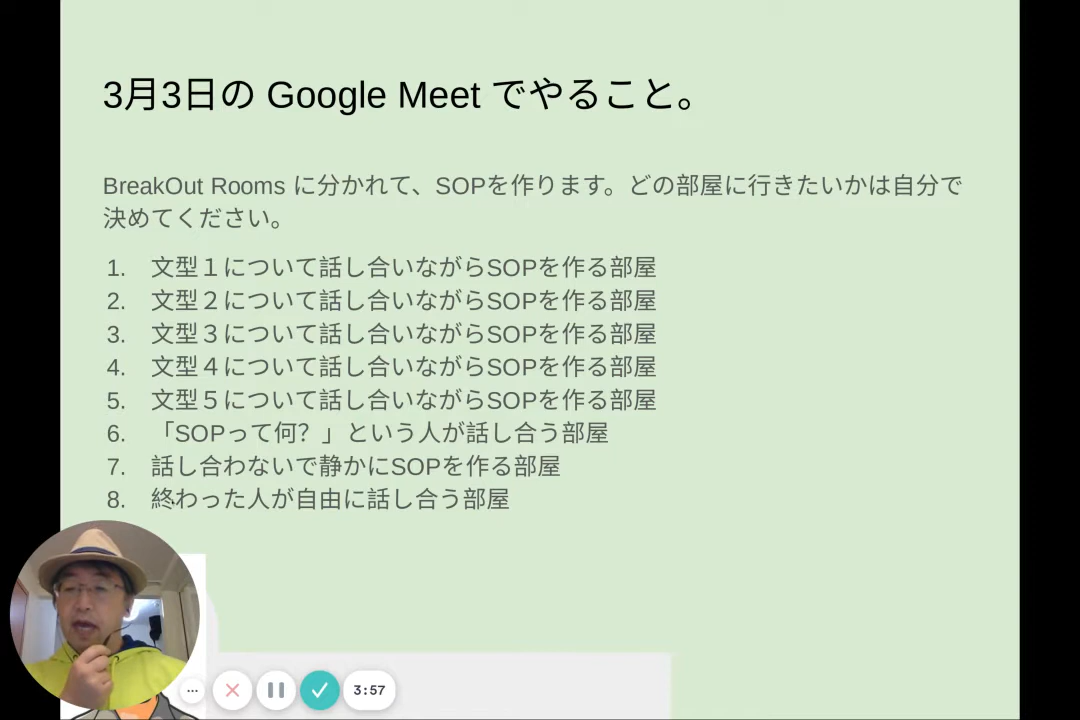 3月3日の Google Meet でやること。
BreakOut Rooms に分かれて、SOPを作ります。どの部屋に行きたいかは自分で
決めてください。
1. 文型１について話し合いながらSOPを作る部屋
2. 文型２について話し合いながらSOPを作る部屋
3. 文型３について話し合いながらSOPを作る部屋
4. 文型４について話し合いながらSOPを作る部屋
5. 文型５について話し合いながらSOPを作る部屋
6. 「SOPって何？」という人が話し合う部屋
7. 話し合わないで静かにSOPを作る部屋
8. 終わった人が自由に話し合う部屋
3:57